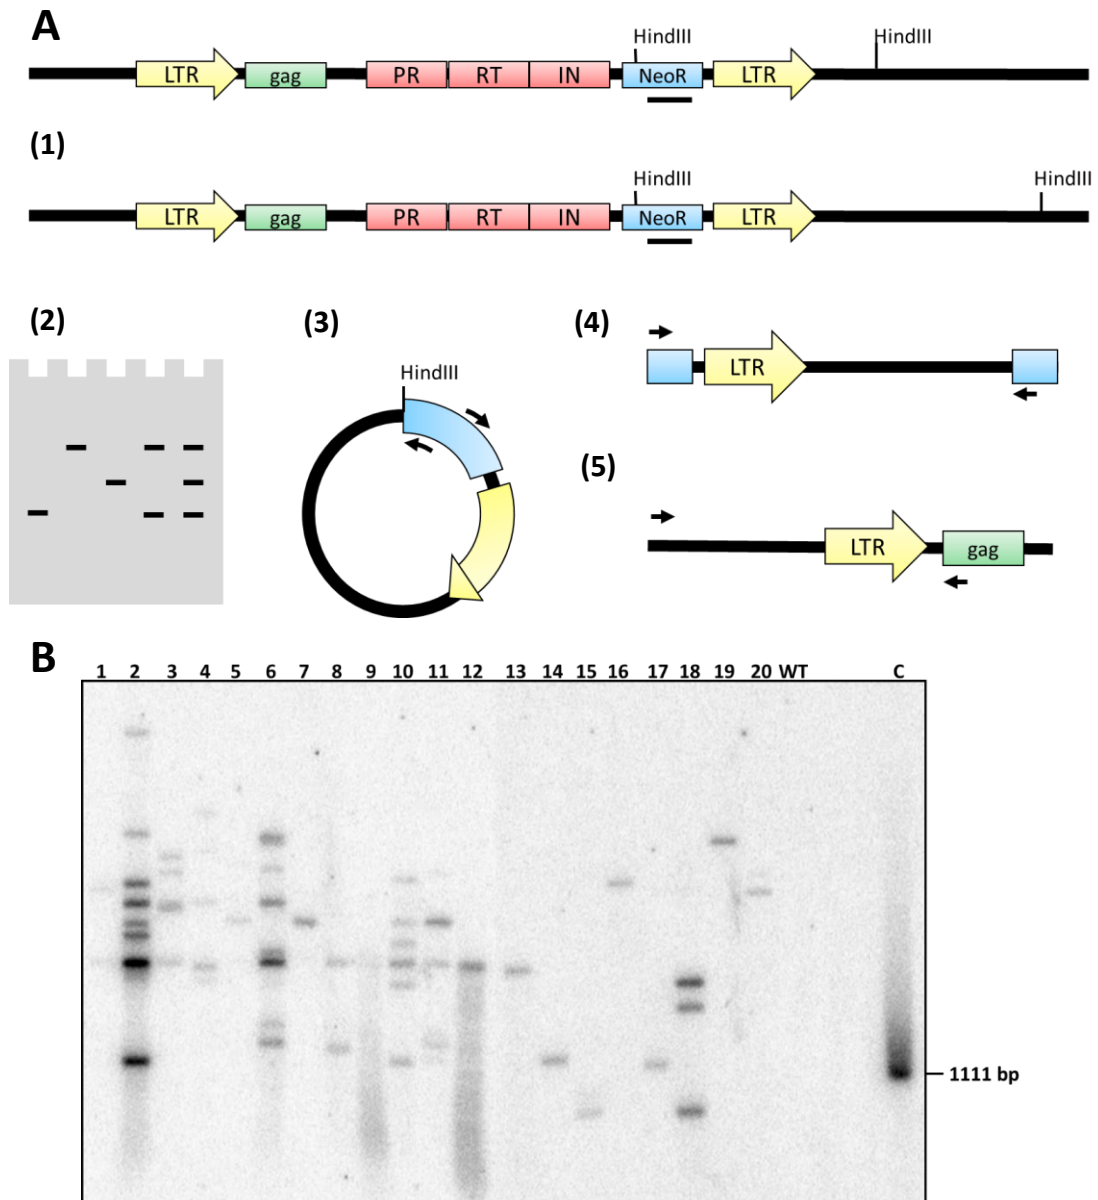 A
HindIII HindIII
LTR gag PR RT IN NeoR LTR
(1)
HindIII HindIII
LTR gag PR RT IN NeoR LTR
(2) (3) (4)
HindIII
LTR
(5)
LTR gag
B
1 2 3 4 5 6 7 8 9 10 11 12 13 14 15 16 17 18 19 20 WT C
1111 bp